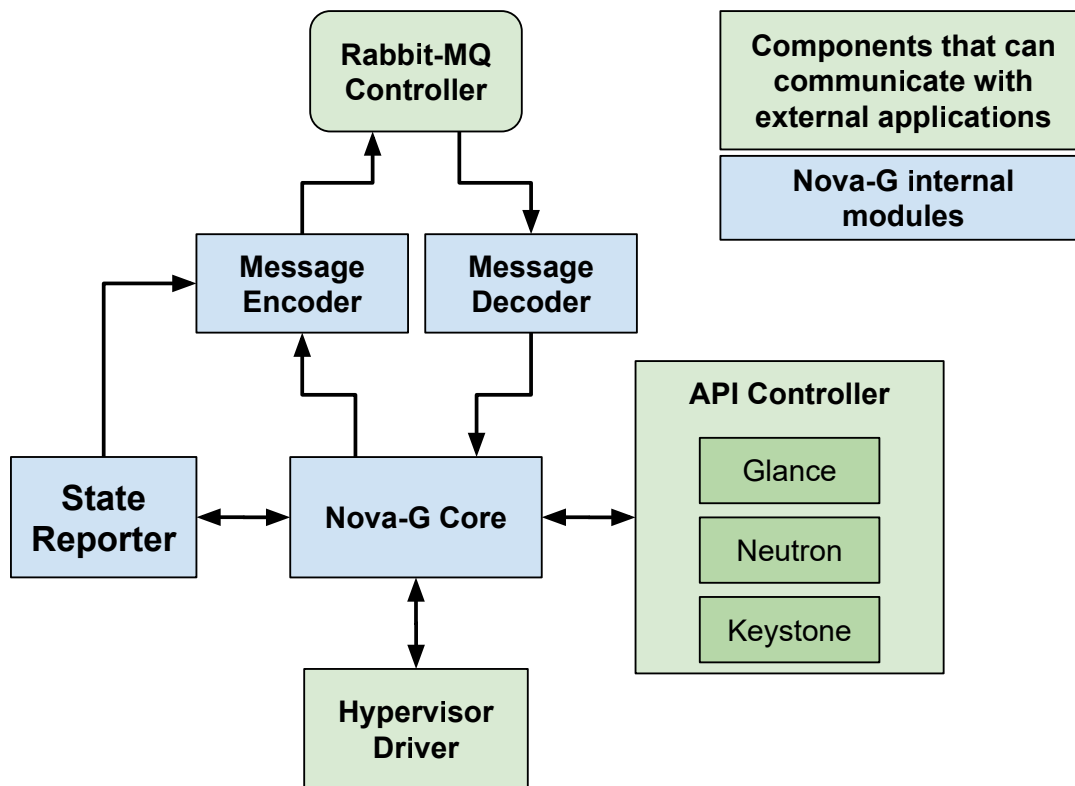 Rabbit-MQ
Controller
Components that can
communicate with
external applications
Nova-G internal
modules
Message
Encoder
Message
Decoder
API Controller
Glance
Neutron
Keystone
State
Reporter
Nova-G Core
Hypervisor
Driver